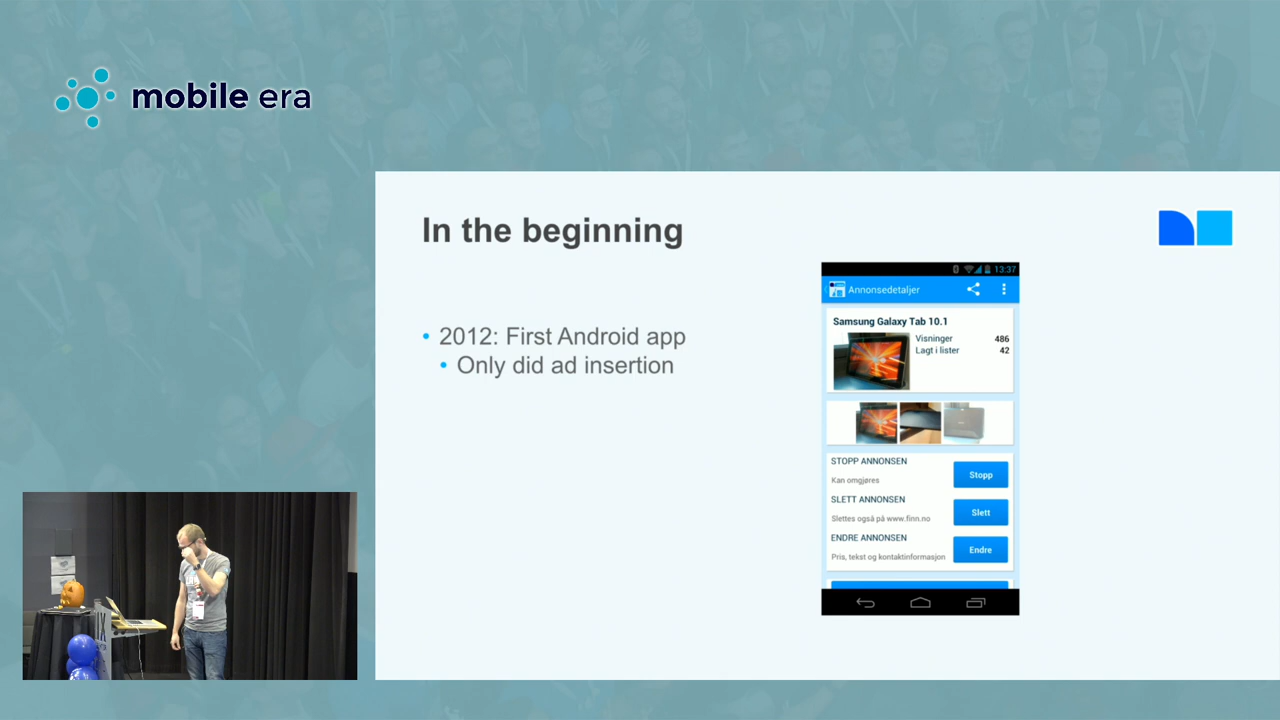 mobile era
In the beginning
• 2012: First Android app
• Only did ad insertion
13:37
Annonsedetaljer
Samsung Galaxy Tab 10.1
Visninger 486
Lagt i lister 42
STOPP ANNONSEN
Kan omgjøres
Stopp
SLETT ANNONSEN
Slettes også på www.finn.no
Slett
ENDRE ANNONSEN
Pris, tekst og kontaktinformasjon
Endre